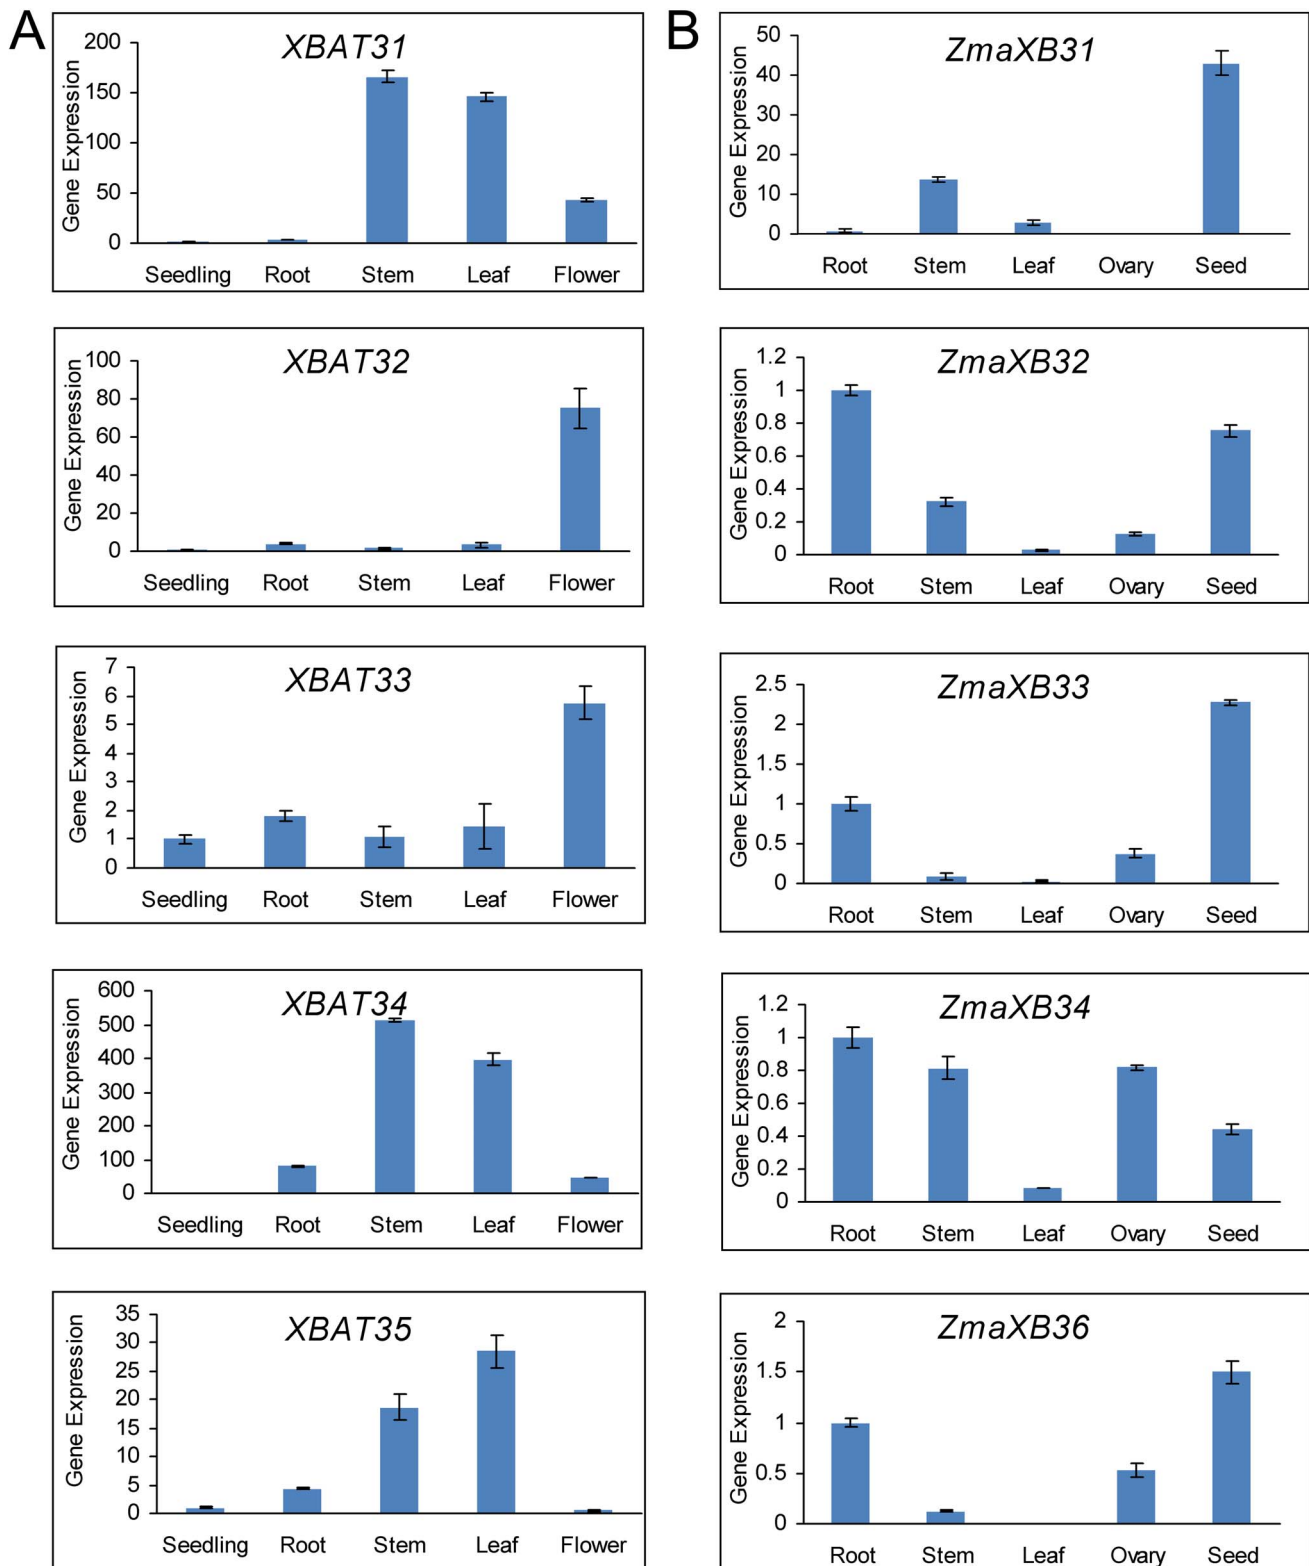 A
XBAT31
Gene Expression
200
150
100
50
0
Seedling Root Stem Leaf Flower
XBAT32
Gene Expression
100
80
60
40
20
0
Seedling Root Stem Leaf Flower
XBAT33
Gene Expression
7
6
5
4
3
2
1
0
Seedling Root Stem Leaf Flower
XBAT34
Gene Expression
600
500
400
300
200
100
0
Seedling Root Stem Leaf Flower
XBAT35
Gene Expression
35
30
25
20
15
10
5
0
Seedling Root Stem Leaf Flower
B
ZmaXB31
Gene Expression
50
40
30
20
10
0
Root Stem Leaf Ovary Seed
ZmaXB32
Gene Expression
1.2
1
0.8
0.6
0.4
0.2
0
Root Stem Leaf Ovary Seed
ZmaXB33
Gene Expression
2.5
2
1.5
1
0.5
0
Root Stem Leaf Ovary Seed
ZmaXB34
Gene Expression
1.2
1
0.8
0.6
0.4
0.2
0
Root Stem Leaf Ovary Seed
ZmaXB36
Gene Expression
2
1.5
1
0.5
0
Root Stem Leaf Ovary Seed